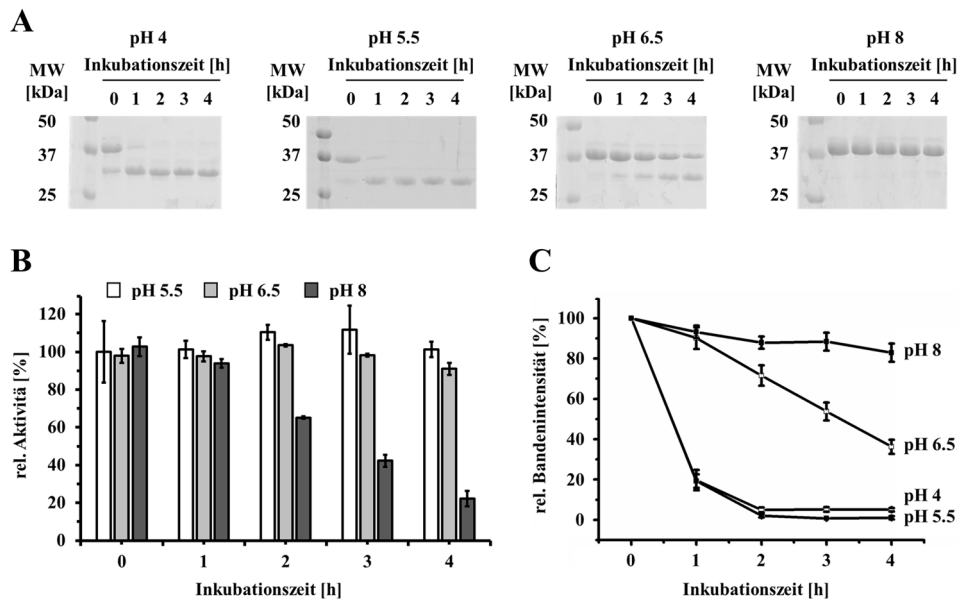 A
pH 4
pH 5.5
pH 6.5
pH 8
MW
[kDa]
Inkubationszeit [h]
0 1 2 3 4
50
37
25
MW
[kDa]
Inkubationszeit [h]
0 1 2 3 4
50
37
25
MW
[kDa]
Inkubationszeit [h]
0 1 2 3 4
50
37
25
MW
[kDa]
Inkubationszeit [h]
0 1 2 3 4
50
37
25
B
pH 5.5 pH 6.5 pH 8
rel. Aktivitä [%]
120
100
80
60
40
20
0
0 1 2 3 4
Inkubationszeit [h]
C
rel. Bandenintensität [%]
100
80
60
40
20
0
pH 8
pH 6.5
pH 4
pH 5.5
0 1 2 3 4
Inkubationszeit [h]